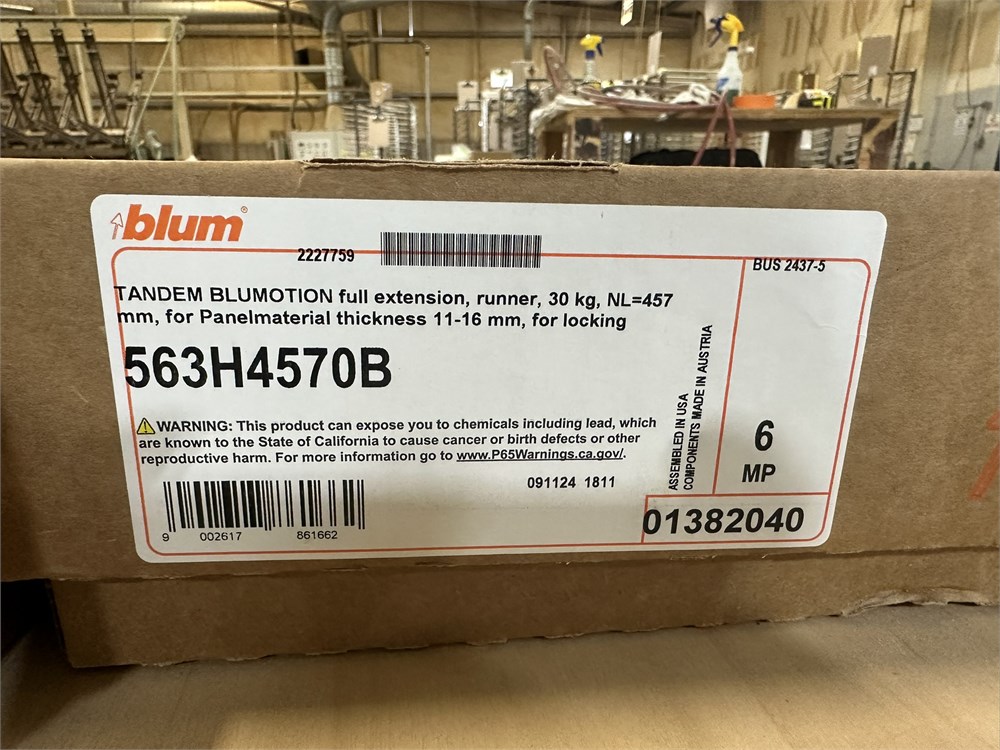 blum®
2227759
BUS 2437-5
TANDEM BLUMOTION full extension, runner, 30 kg, NL=457
mm, for Panelmaterial thickness 11-16 mm, for locking
563H4570B
WARNING: This product can expose you to chemicals including lead, which
are known to the State of California to cause cancer or birth defects or other
reproductive harm. For more information go to www.P65Warnings.ca.gov/.
091124 1811
9 002617 861662
ASSEMBLED IN USA
COMPONENTS MADE IN AUSTRIA
6
MP
01382040